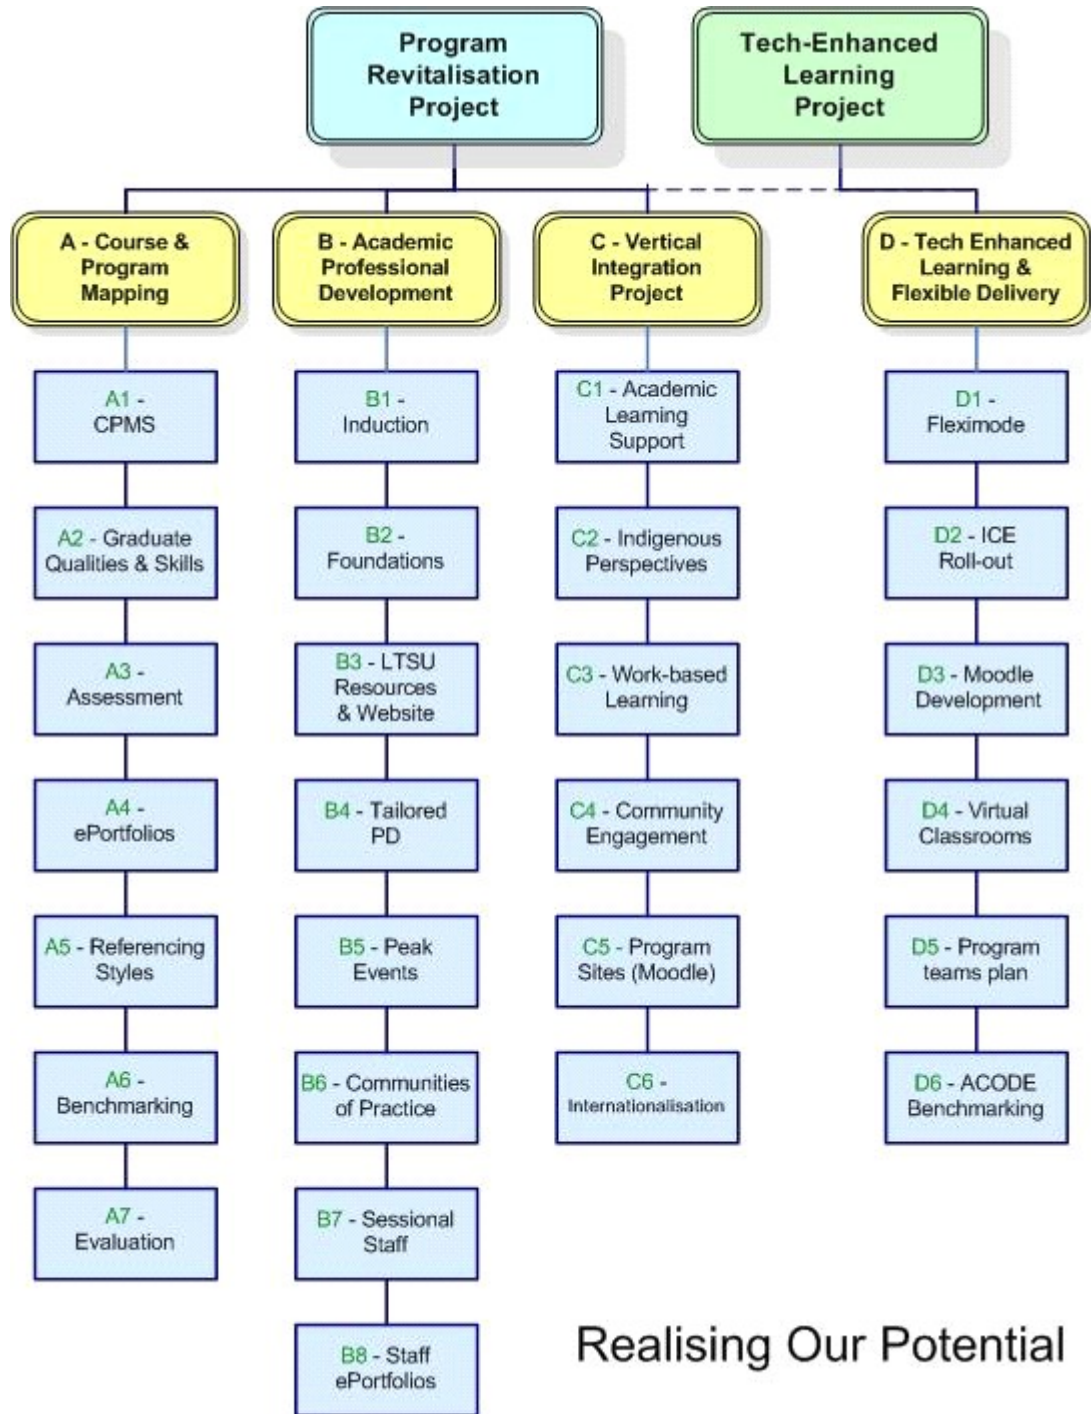 Program
Revitalisation
Project
Tech-Enhanced
Learning
Project
A - Course &
Program
Mapping
B - Academic
Professional
Development
C - Vertical
Integration
Project
D - Tech Enhanced
Learning &
Flexible Delivery
A1 -
CPMS
A2 - Graduate
Qualities & Skills
A3 -
Assessment
A4 -
ePortfolios
A5 - Referencing
Styles
A6 -
Benchmarking
A7 -
Evaluation
B1 -
Induction
B2 -
Foundations
B3 - LTSU
Resources
& Website
B4 - Tailored
PD
B5 - Peak
Events
B6 - Communities
of Practice
B7 - Sessional
Staff
B8 - Staff
ePortfolios
C1 - Academic
Learning
Support
C2 - Indigenous
Perspectives
C3 - Work-based
Learning
C4 - Community
Engagement
C5 - Program
Sites (Moodle)
C6 -
Internationalisation
D1 -
Fleximode
D2 - ICE
Roll-out
D3 - Moodle
Development
D4 - Virtual
Classrooms
D5 - Program
teams plan
D6 - ACODE
Benchmarking
Realising Our Potential